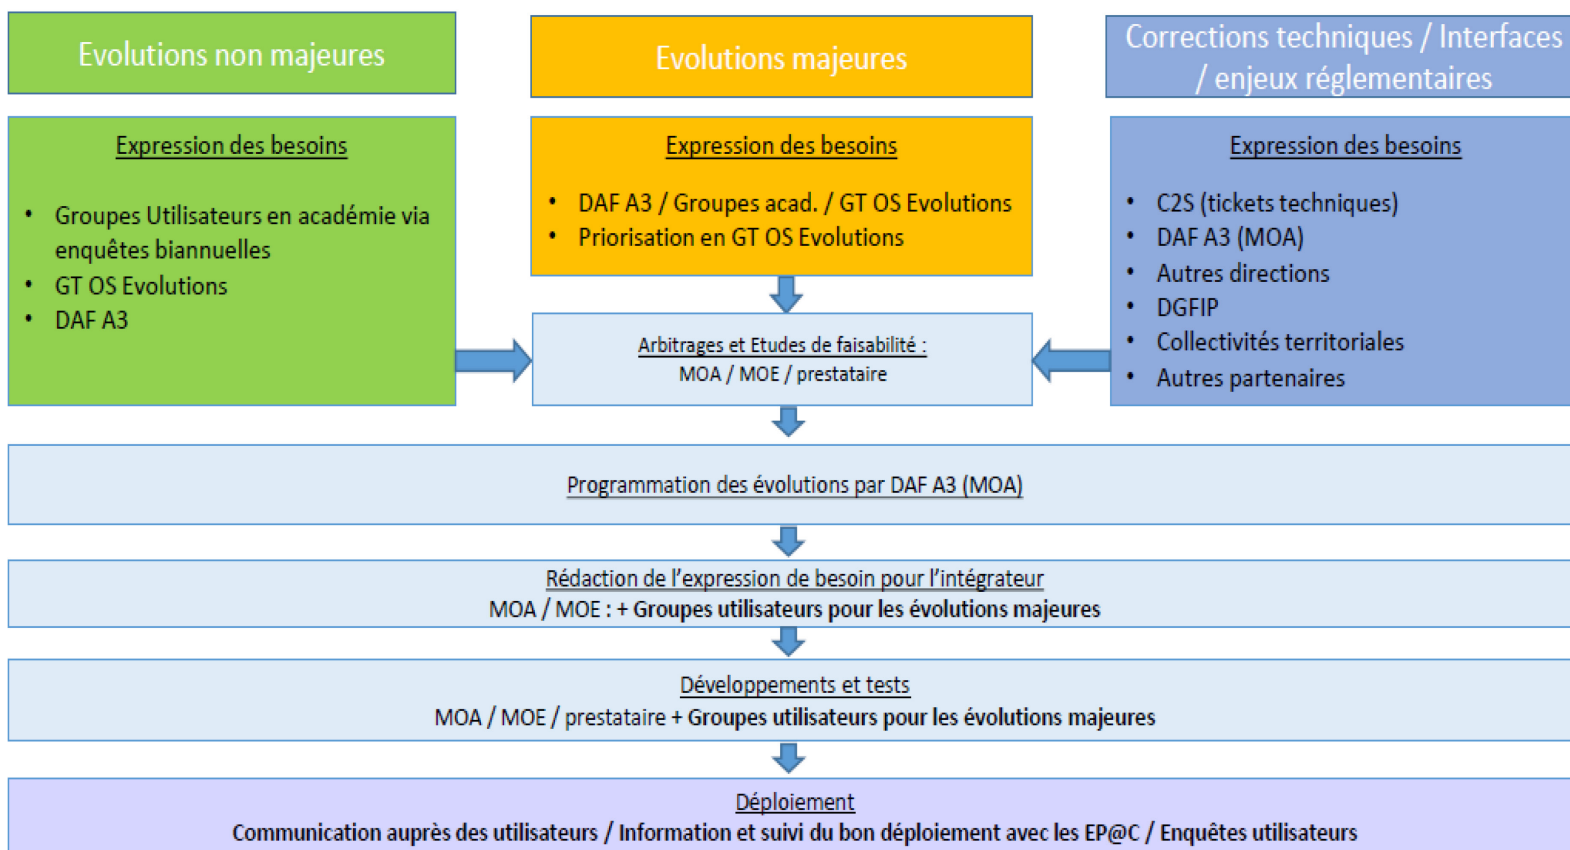 Evolutions non majeures
Evolutions majeures
Corrections techniques / Interfaces
/ enjeux réglementaires
Expression des besoins
• Groupes Utilisateurs en académie via
enquêtes biannuelles
• GT OS Evolutions
• DAF A3
Expression des besoins
• DAF A3 / Groupes acad. / GT OS Evolutions
• Priorisation en GT OS Evolutions
Expression des besoins
• C2S (tickets techniques)
• DAF A3 (MOA)
• Autres directions
• DGFIP
• Collectivités territoriales
• Autres partenaires
Arbitrages et Etudes de faisabilité :
MOA / MOE / prestataire
Programmation des évolutions par DAF A3 (MOA)
Rédaction de l’expression de besoin pour l’intégrateur
MOA / MOE : + Groupes utilisateurs pour les évolutions majeures
Développements et tests
MOA / MOE / prestataire + Groupes utilisateurs pour les évolutions majeures
Déploiement
Communication auprès des utilisateurs / Information et suivi du bon déploiement avec les EP@C / Enquêtes utilisateurs